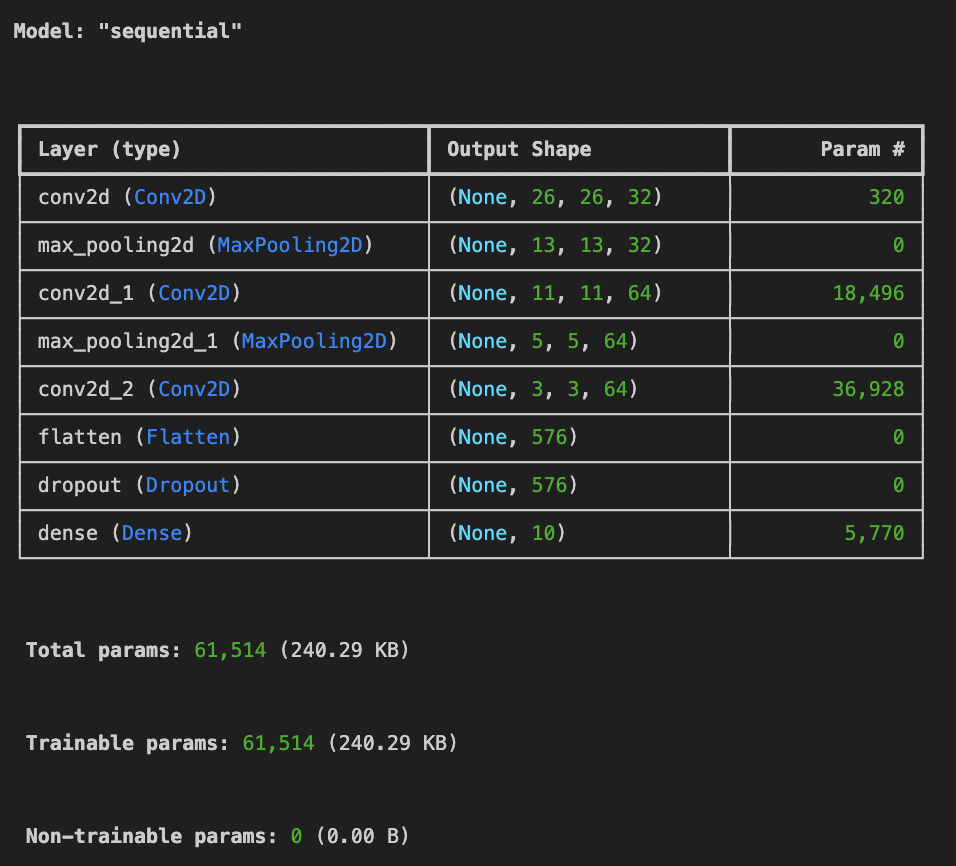 Model: "sequential"
Layer (type) Output Shape Param #
conv2d (Conv2D) (None, 26, 26, 32) 320
max_pooling2d (MaxPooling2D) (None, 13, 13, 32) 0
conv2d_1 (Conv2D) (None, 11, 11, 64) 18,496
max_pooling2d_1 (MaxPooling2D) (None, 5, 5, 64) 0
conv2d_2 (Conv2D) (None, 3, 3, 64) 36,928
flatten (Flatten) (None, 576) 0
dropout (Dropout) (None, 576) 0
dense (Dense) (None, 10) 5,770
Total params: 61,514 (240.29 KB)
Trainable params: 61,514 (240.29 KB)
Non-trainable params: 0 (0.00 B)